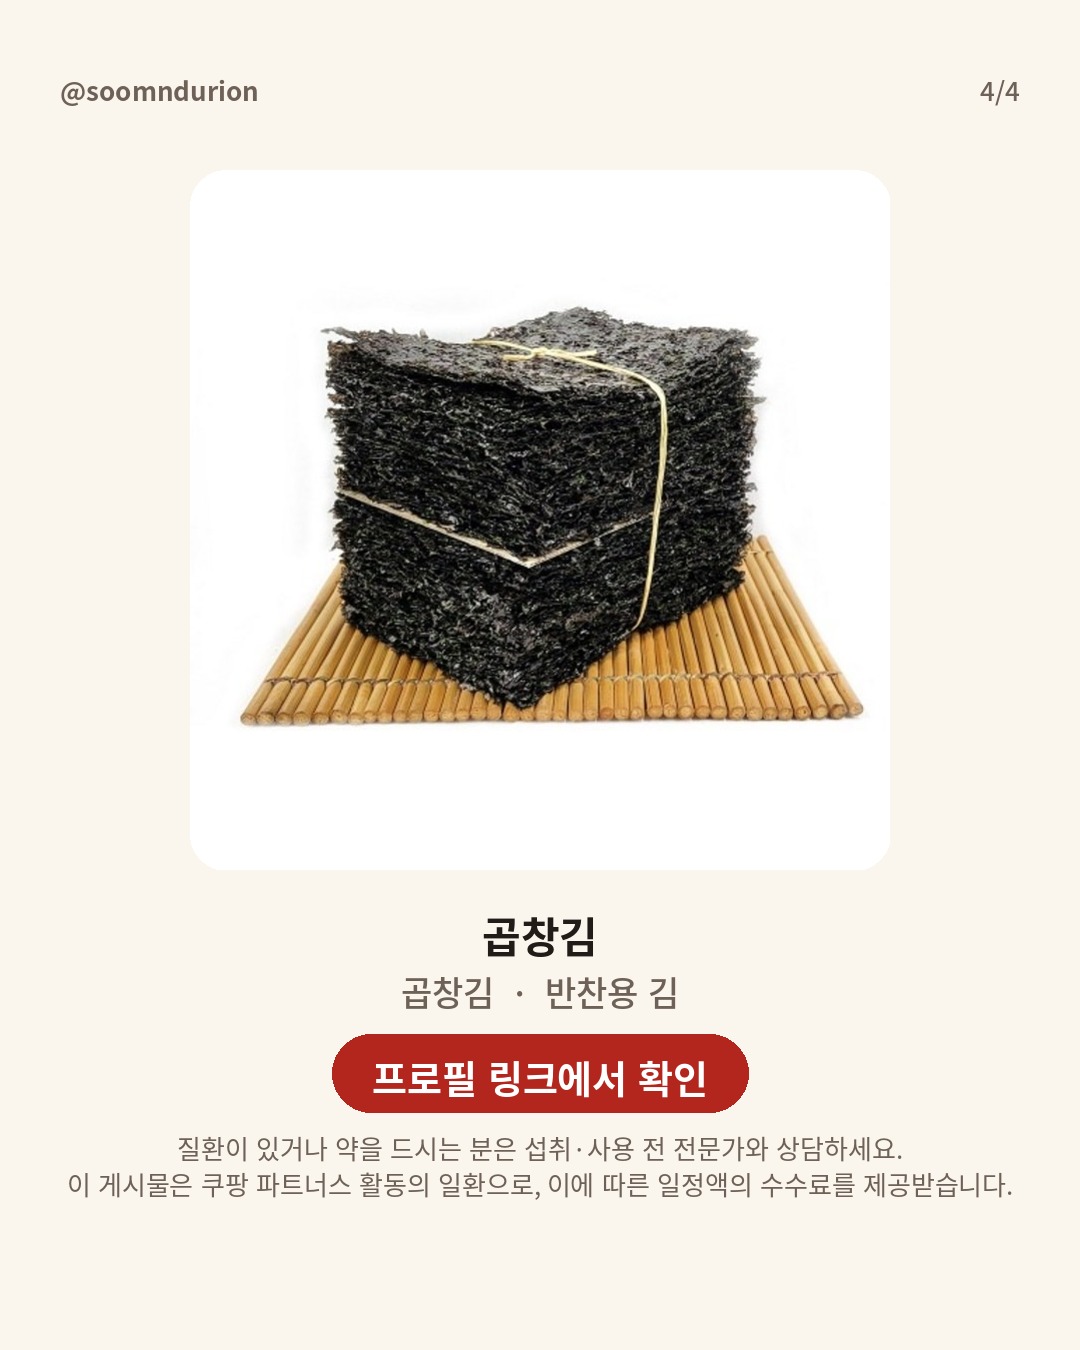 @soomndurion
4/4
곱창김
곱창김 · 반찬용 김
프로필 링크에서 확인
질환이 있거나 약을 드시는 분은 섭취·사용 전 전문가와 상담하세요.
이 게시물은 쿠팡 파트너스 활동의 일환으로, 이에 따른 일정액의 수수료를 제공받습니다.